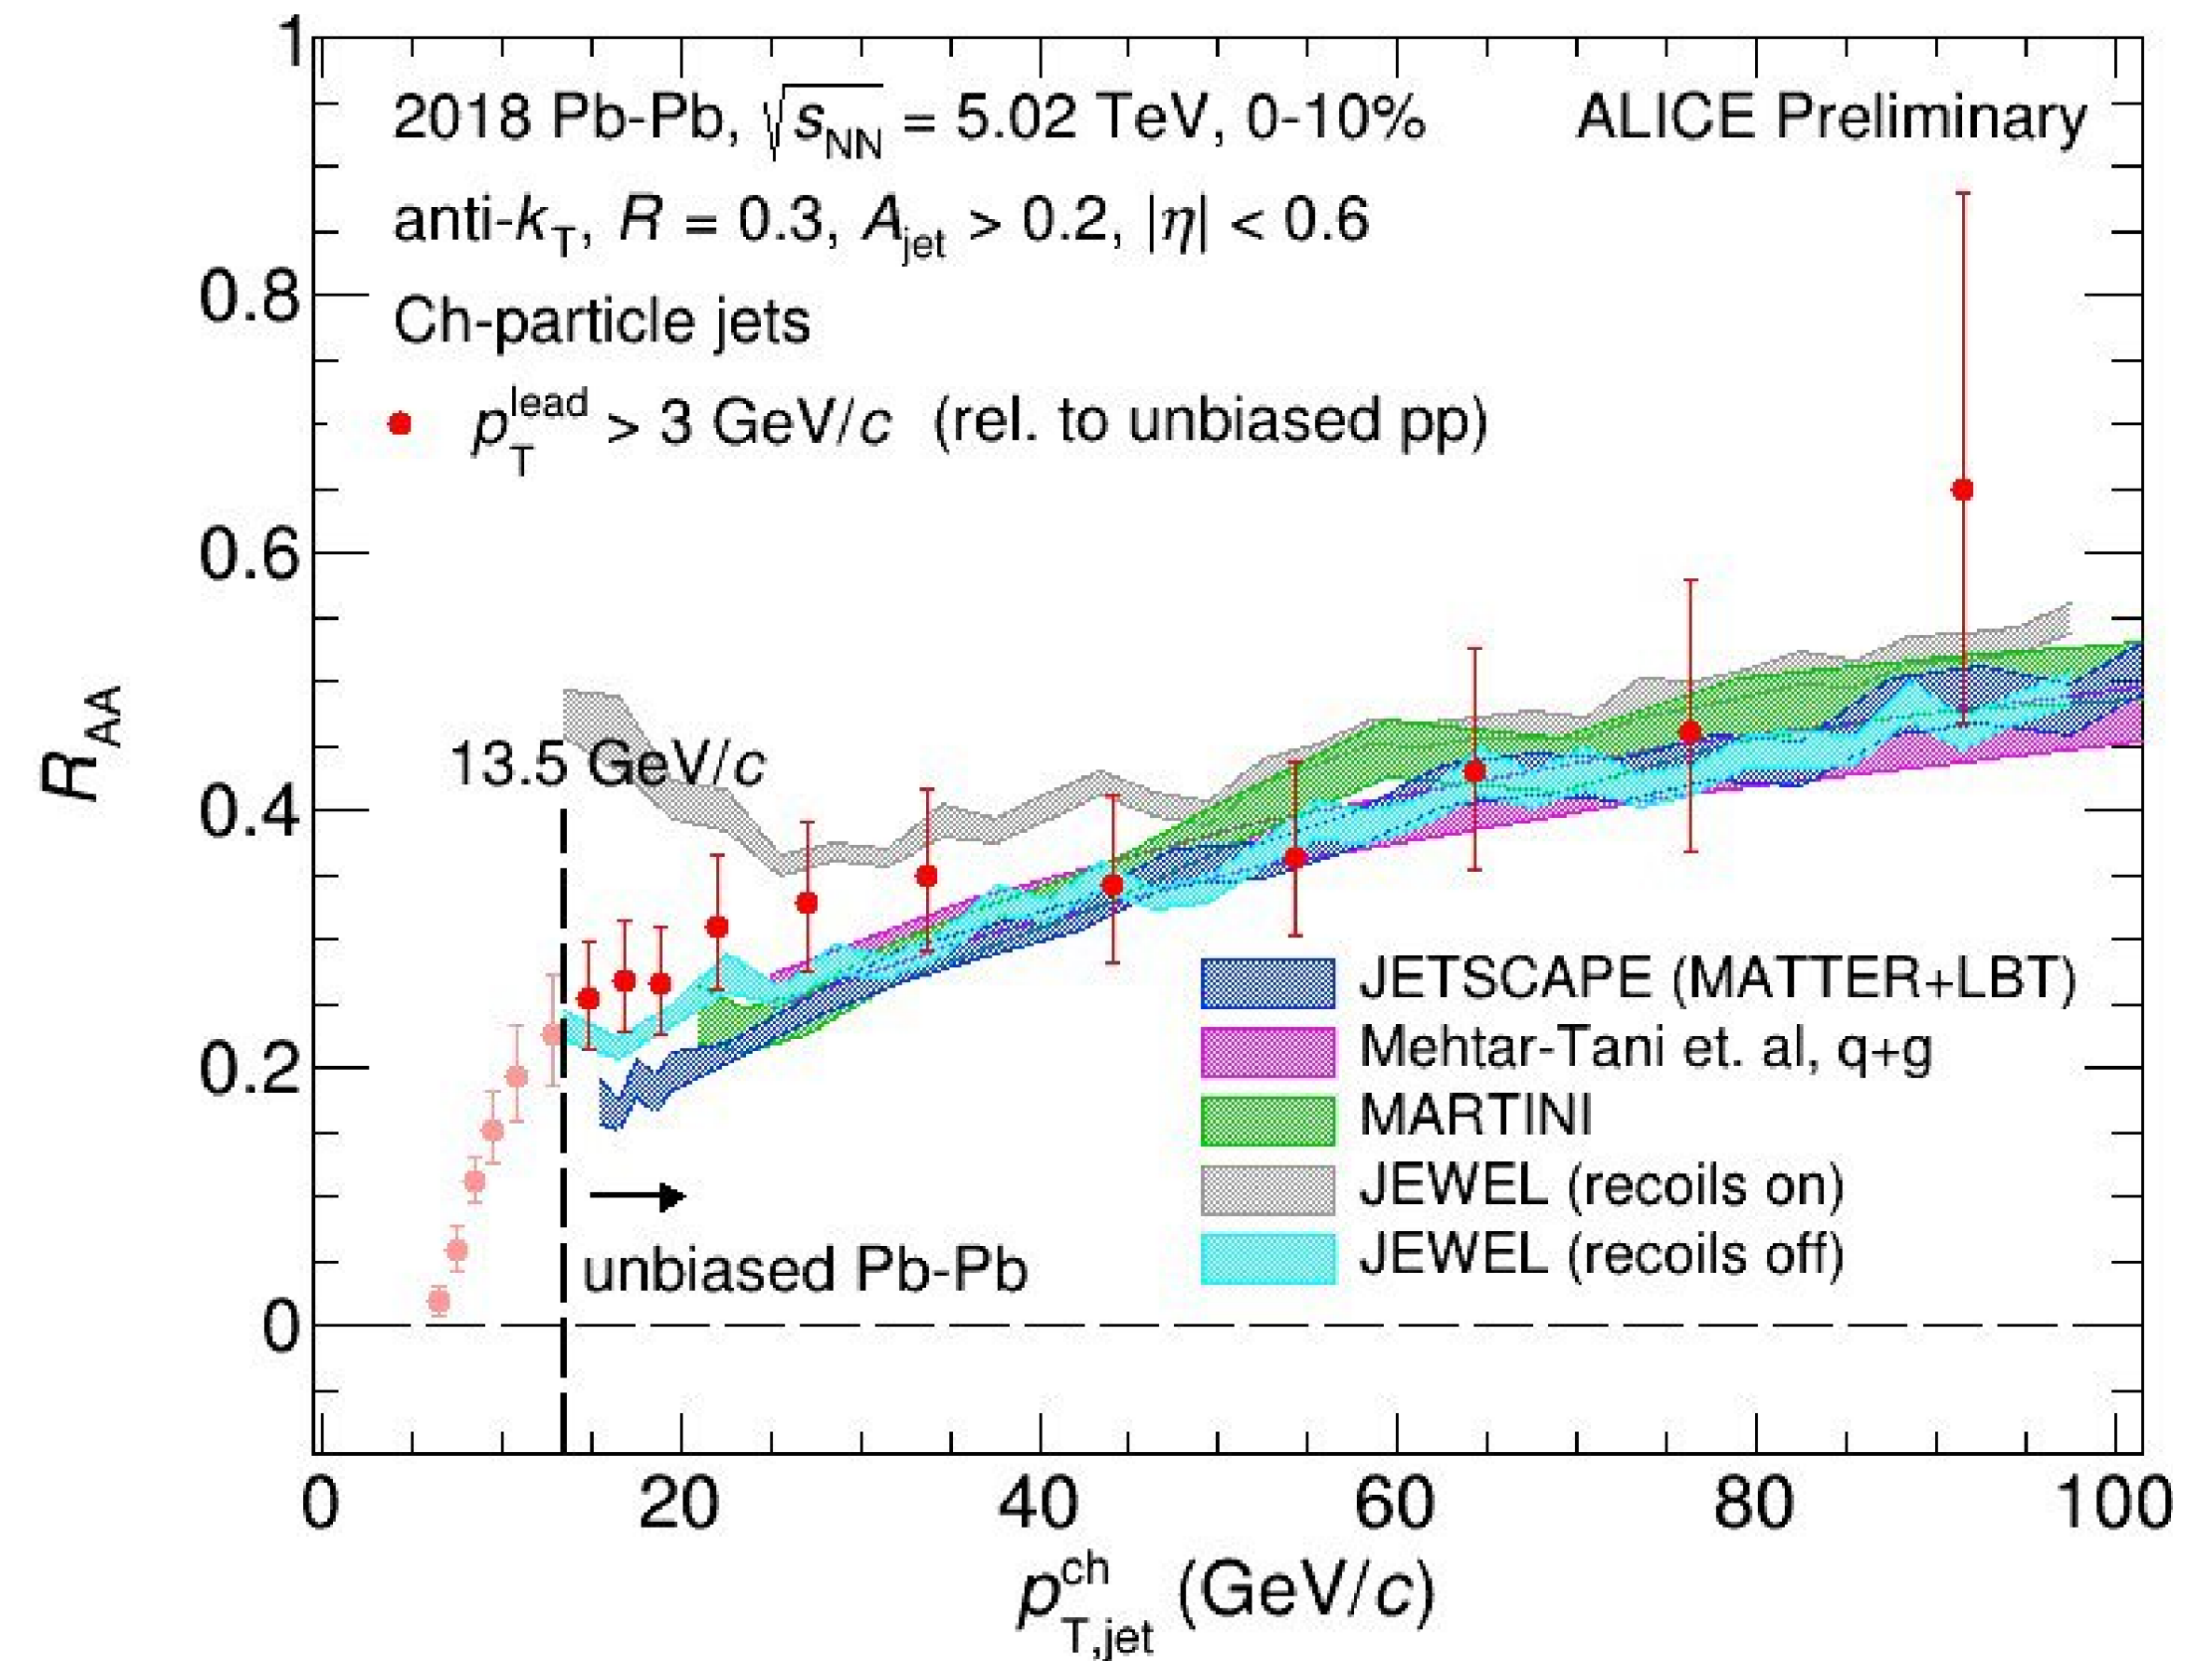 1
2018 Pb-Pb, √sNN = 5.02 TeV, 0-10% ALICE Preliminary
anti-kT, R = 0.3, Ajet > 0.2, |η| < 0.6
0.8
Ch-particle jets
pTlead > 3 GeV/c (rel. to unbiased pp)
0.6
RAA
13.5 GeV/c
0.4
JETSCAPE (MATTER+LBT)
Mehtar-Tani et. al, q+g
0.2
MARTINI
JEWEL (recoils on)
JEWEL (recoils off)
unbiased Pb-Pb
0
0 20 40 60 80 100
pT,jetch (GeV/c)